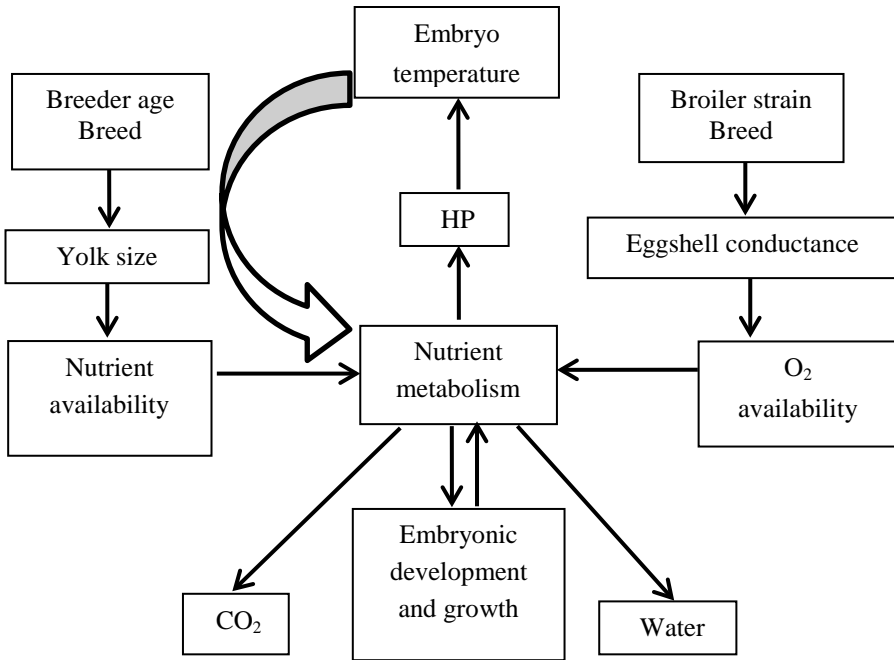 Embryo
temperature
Breeder age
Breed
Broiler strain
Breed
HP
Yolk size
Eggshell conductance
Nutrient
availability
Nutrient
metabolism
O₂
availability
Embryonic
development
and growth
CO₂
Water